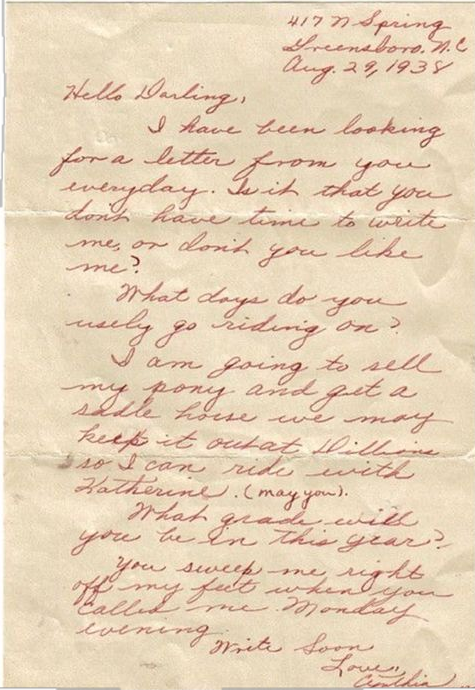 417 N Spring
Greensboro. N.C
Aug. 29, 1938
Hello Darling,
I have been looking
for a letter from you
everyday. Is it that you
don't have time to write
me, or don't you like
me?
What days do you
usely go riding on?
I am going to sell
my pony and get a
sadle horse we may
keep it out at Dillions
so I can ride with
Katherine. (may you).
What grade will
you be in this year?
You sweep me right
off my feet when you
called me Monday
evening.
Write Soon
Love,
Cynthia